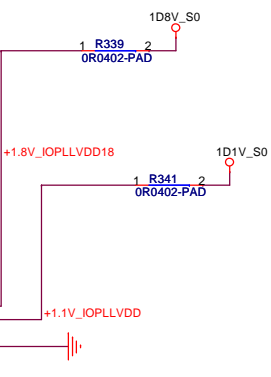 1D8V_S0
1 R339 2
0R0402-PAD
+1.8V_IOPLLVDD18
1D1V_S0
1 R341 2
0R0402-PAD
+1.1V_IOPLLVDD